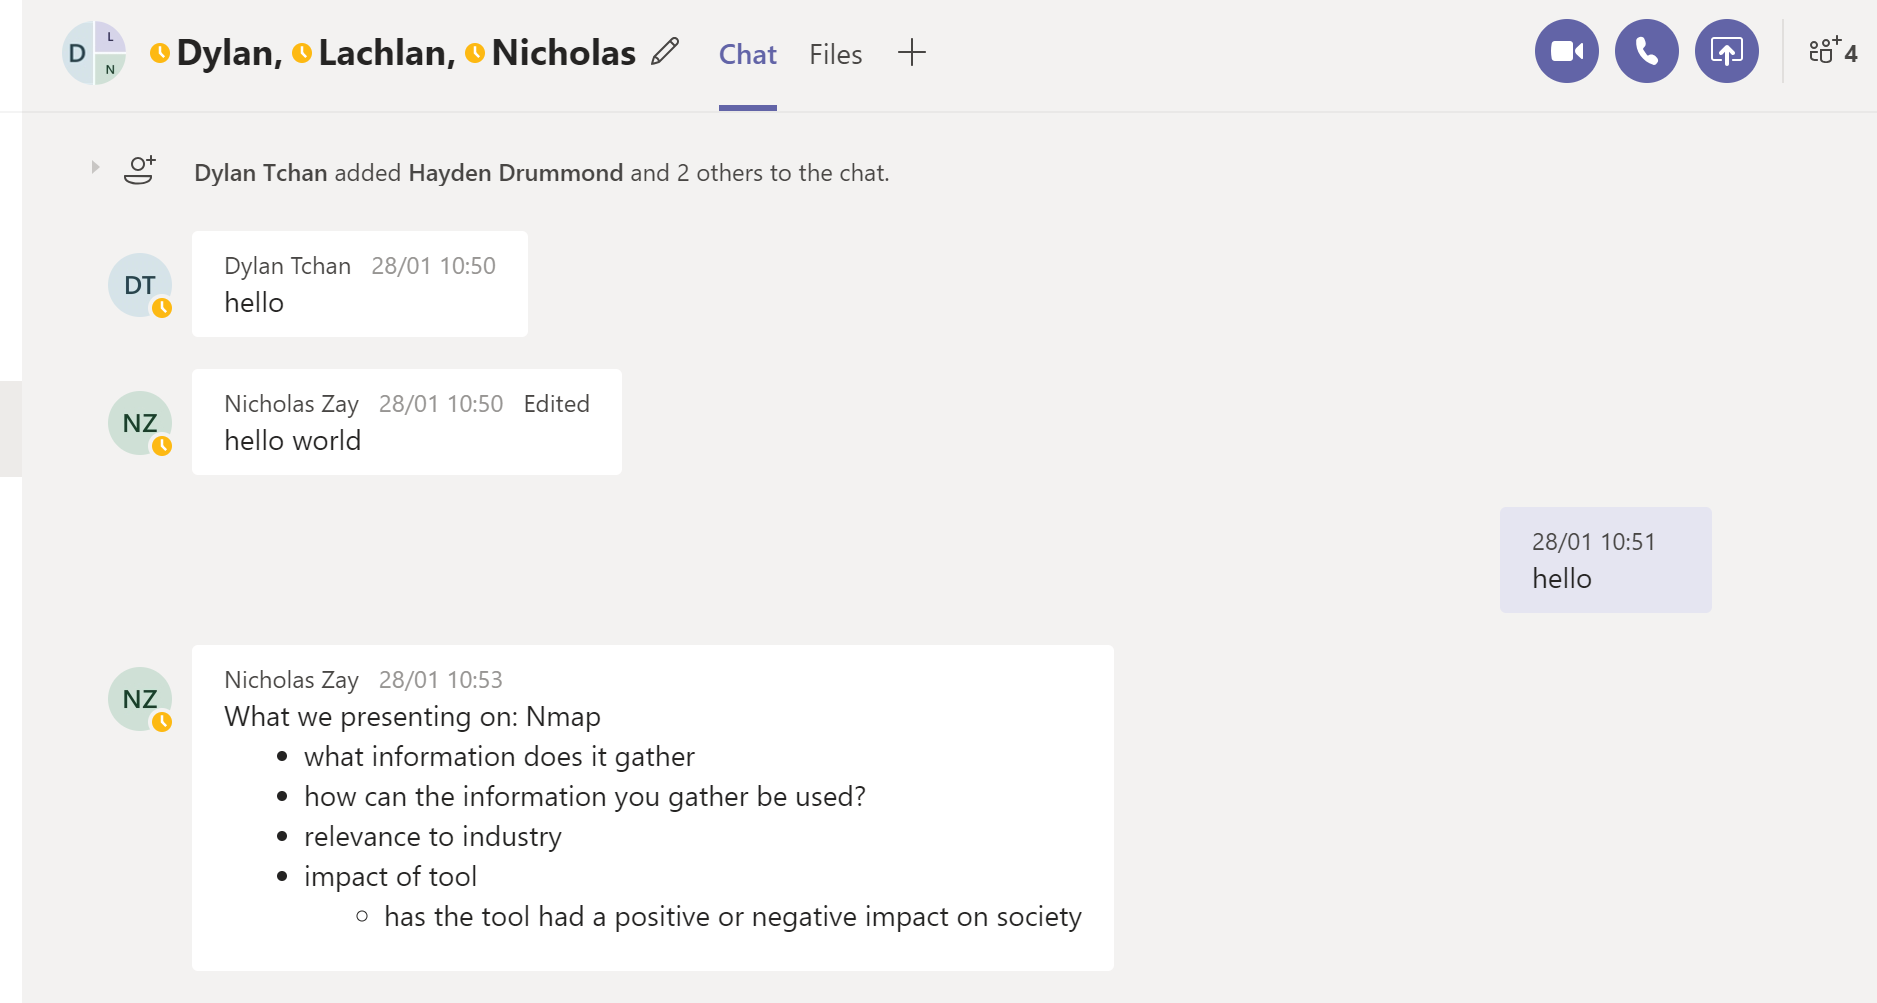 D L N Dylan, Lachlan, Nicholas Chat Files 4
Dylan Tchan added Hayden Drummond and 2 others to the chat.
DT
Dylan Tchan 28/01 10:50
hello
NZ
Nicholas Zay 28/01 10:50 Edited
hello world
28/01 10:51
hello
NZ
Nicholas Zay 28/01 10:53
What we presenting on: Nmap
• what information does it gather
• how can the information you gather be used?
• relevance to industry
• impact of tool
○ has the tool had a positive or negative impact on society